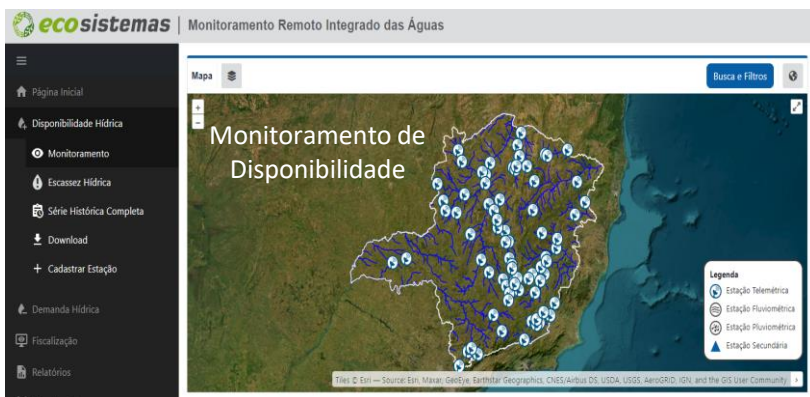 ecosistemas | Monitoramento Remoto Integrado das Águas
Página Inicial
Disponibilidade Hídrica
Monitoramento
Escassez Hídrica
Série Histórica Completa
Download
+ Cadastrar Estação
Demanda Hídrica
Fiscalização
Relatórios
Mapa
Busca e Filtros
+
−
Monitoramento de
Disponibilidade
Legenda
Estação Telemétrica
Estação Fluviométrica
Estação Pluviométrica
Estação Secundária
Tiles © Esri — Source: Esri, Maxar, GeoEye, Earthstar Geographics, CNES/Airbus DS, USDA, USGS, AeroGRID, IGN, and the GIS User Community